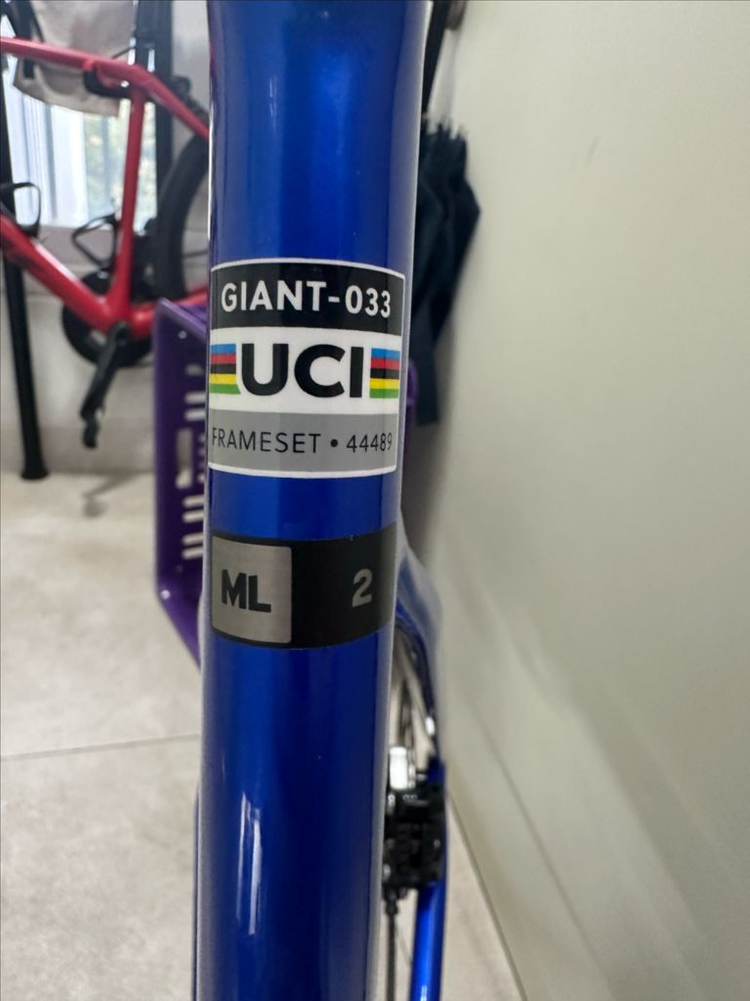 GIANT-033
UCI
FRAMESET • 44489
ML 2